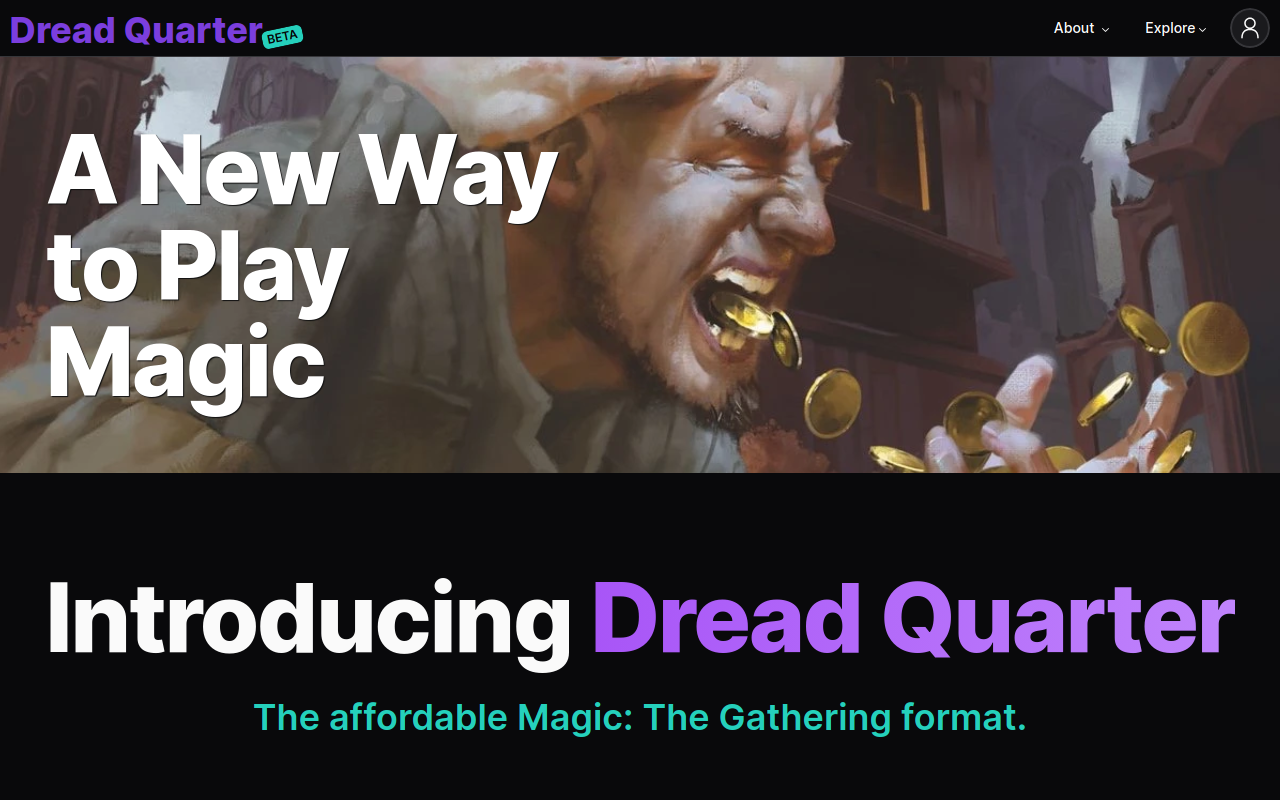 Dread Quarter BETA
About
Explore
A New Way
to Play
Magic
Introducing Dread Quarter
The affordable Magic: The Gathering format.